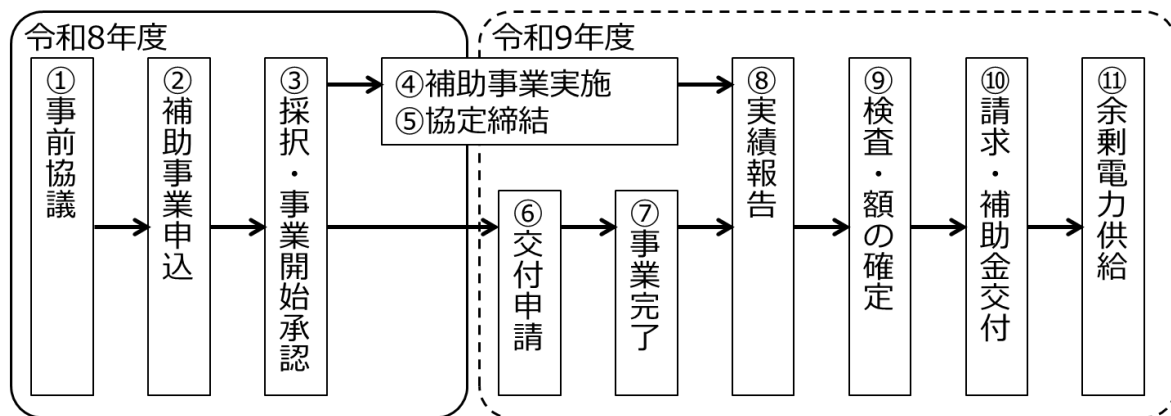 令和8年度
①事前協議
②補助事業申込
③採択・事業開始承認
④補助事業実施
⑤協定締結
令和9年度
⑥交付申請
⑦事業完了
⑧実績報告
⑨検査・額の確定
⑩請求・補助金交付
⑪余剰電力供給